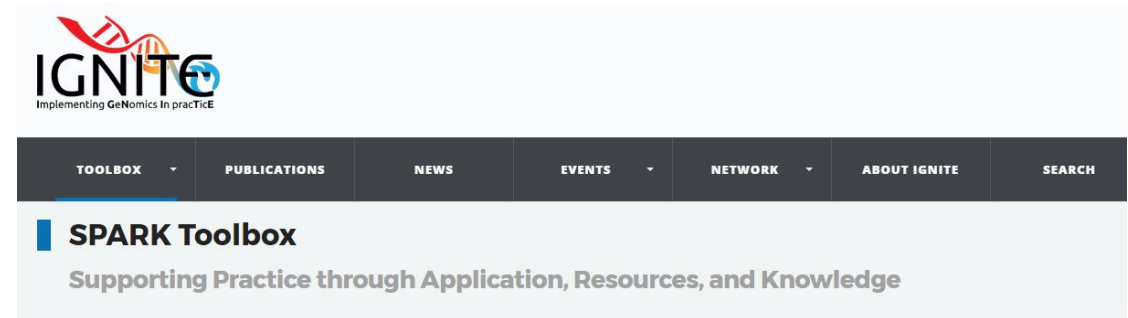 IGNITE
Implementing GeNomics In pracTicE
TOOLBOX PUBLICATIONS NEWS EVENTS NETWORK ABOUT IGNITE SEARCH
SPARK Toolbox
Supporting Practice through Application, Resources, and Knowledge